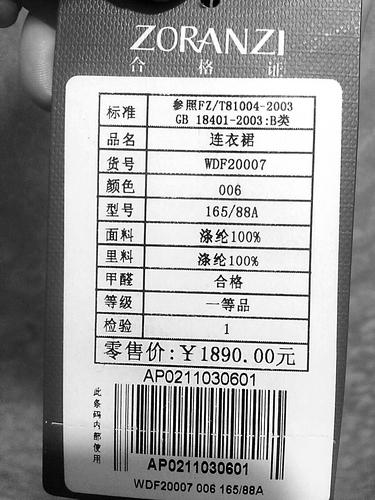 ZORANZI
合 格 证
标准 参照FZ/T81004-2003
GB 18401-2003:B类
品名 连衣裙
货号 WDF20007
颜色 006
型号 165/88A
面料 涤纶100%
里料 涤纶100%
甲醛 合格
等级 一等品
检验 1
零售价:￥1890.00元
AP0211030601
此条码内部使用
AP0211030601
WDF20007 006 165/88A